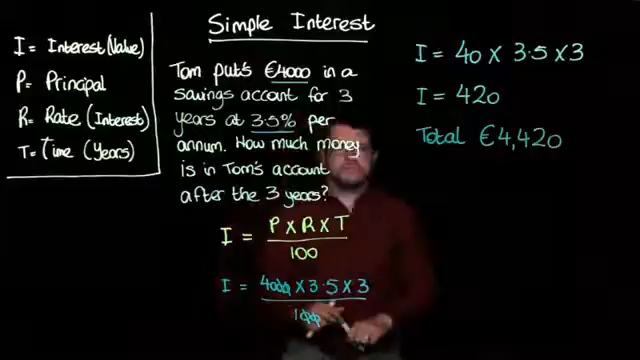 Simple Interest
I = Interest (Value)
P = Principal
R = Rate (Interest)
T = Time (Years)
Tom put's €4000 in a
savings account for 3
years at 3.5% per
annum. How much money
is in Tom's account
after the 3 years?
I = P x R x T
100
I = 4000 x 3.5 x 3
100
I = 40 x 3.5 x 3
I = 420
Total €4,420